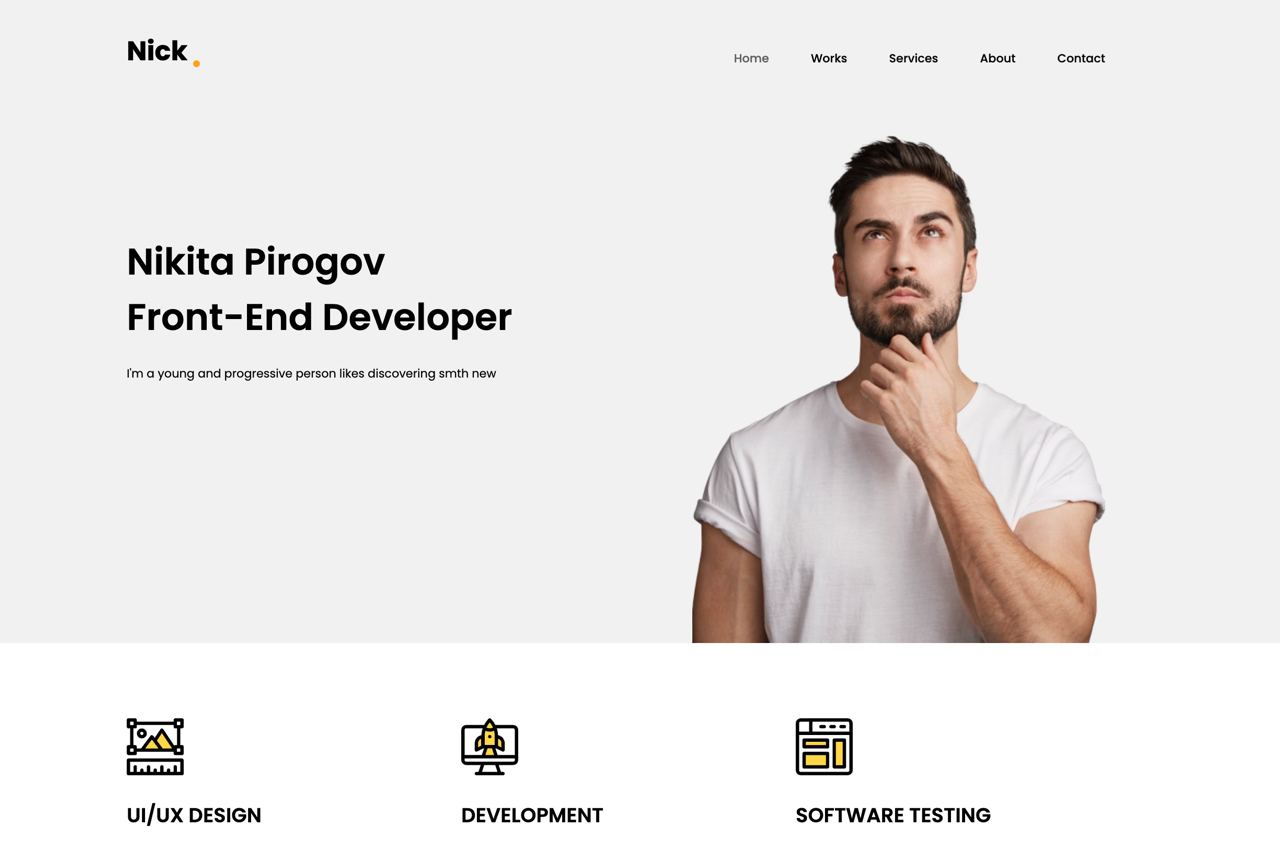 Nick.
Home Works Services About Contact
Nikita Pirogov
Front-End Developer
I'm a young and progressive person likes discovering smth new
UI/UX DESIGN DEVELOPMENT SOFTWARE TESTING